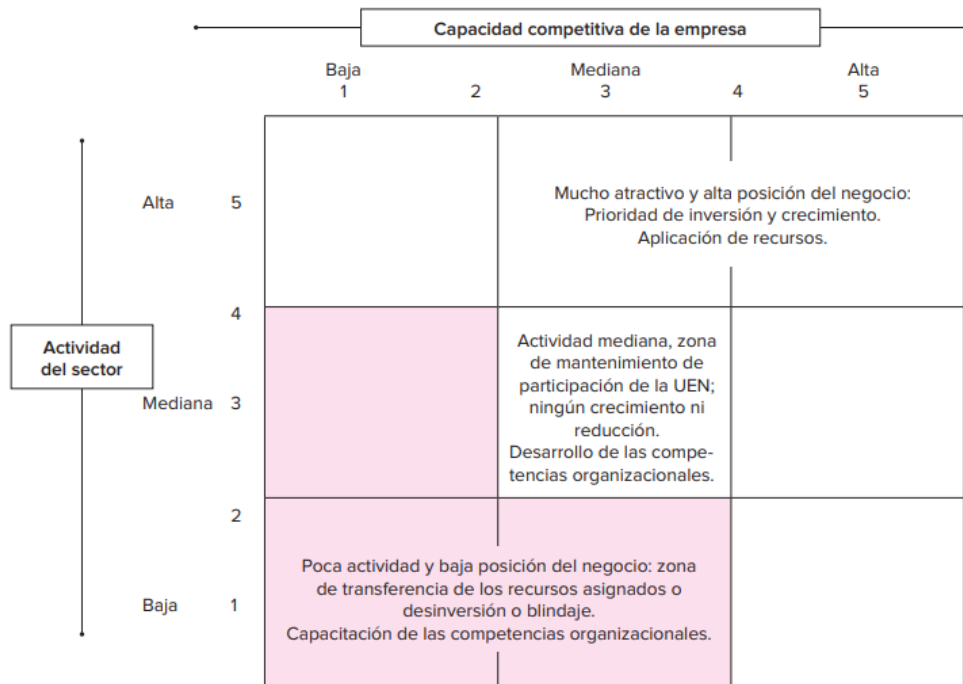 Capacidad competitiva de la empresa
Baja
Mediana
Alta
1
2
3
4
5
Alta
5
Mucho atractivo y alta posición del negocio:
Prioridad de inversión y crecimiento.
Aplicación de recursos.
4
Actividad
del sector
Mediana
3
Actividad mediana, zona
de mantenimiento de
participación de la UEN;
ningún crecimiento ni
reducción.
Desarrollo de las compe-
tencias organizacionales.
2
Baja
1
Poca actividad y baja posición del negocio: zona
de transferencia de los recursos asignados o
desinversión o blindaje.
Capacitación de las competencias organizacionales.